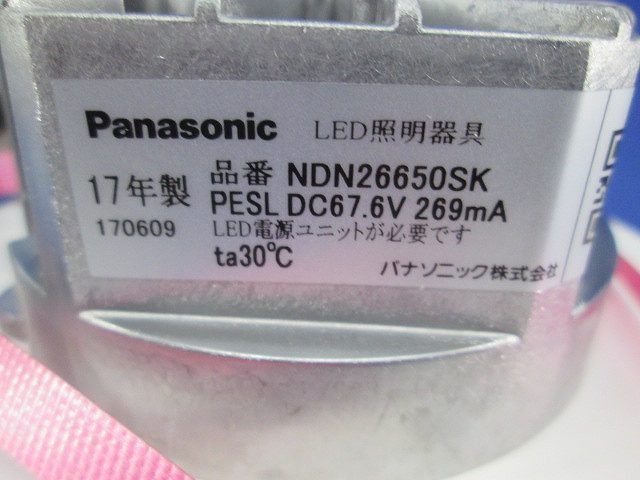 Panasonic LED照明器具
17年製 品番 NDN26650SK
PESL DC67.6V 269mA
170609 LED電源ユニットが必要です
ta30℃
パナソニック株式会社